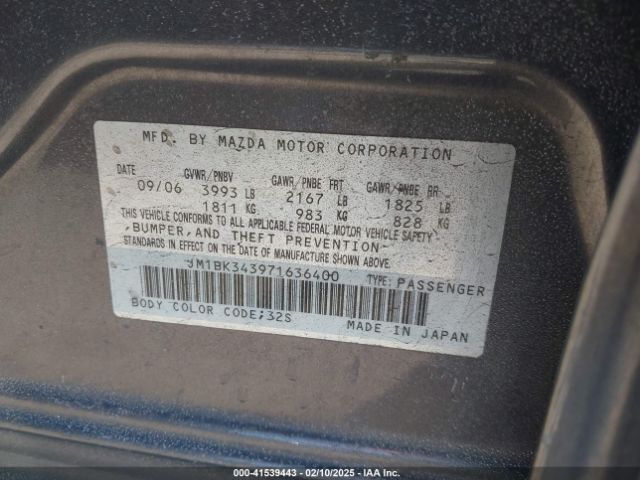 MFD. BY MAZDA MOTOR CORPORATION
DATE GVWR/PNBV GAWR/PNBE FRT GAWR/PNBE RR
09/06 3993 LB 2167 LB 1825 LB
1811 KG 983 KG 828 KG
THIS VEHICLE CONFORMS TO ALL APPLICABLE FEDERAL MOTOR VEHICLE SAFETY
,BUMPER,AND THEFT PREVENTION
STANDARDS IN EFFECT ON THE DATE OF MANUFACTURE SHOWN ABOVE.
JM1BK343971636400 TYPE: PASSENGER
BODY COLOR CODE;32S MADE IN JAPAN
000-41539443 - 02/10/2025 - IAA Inc.